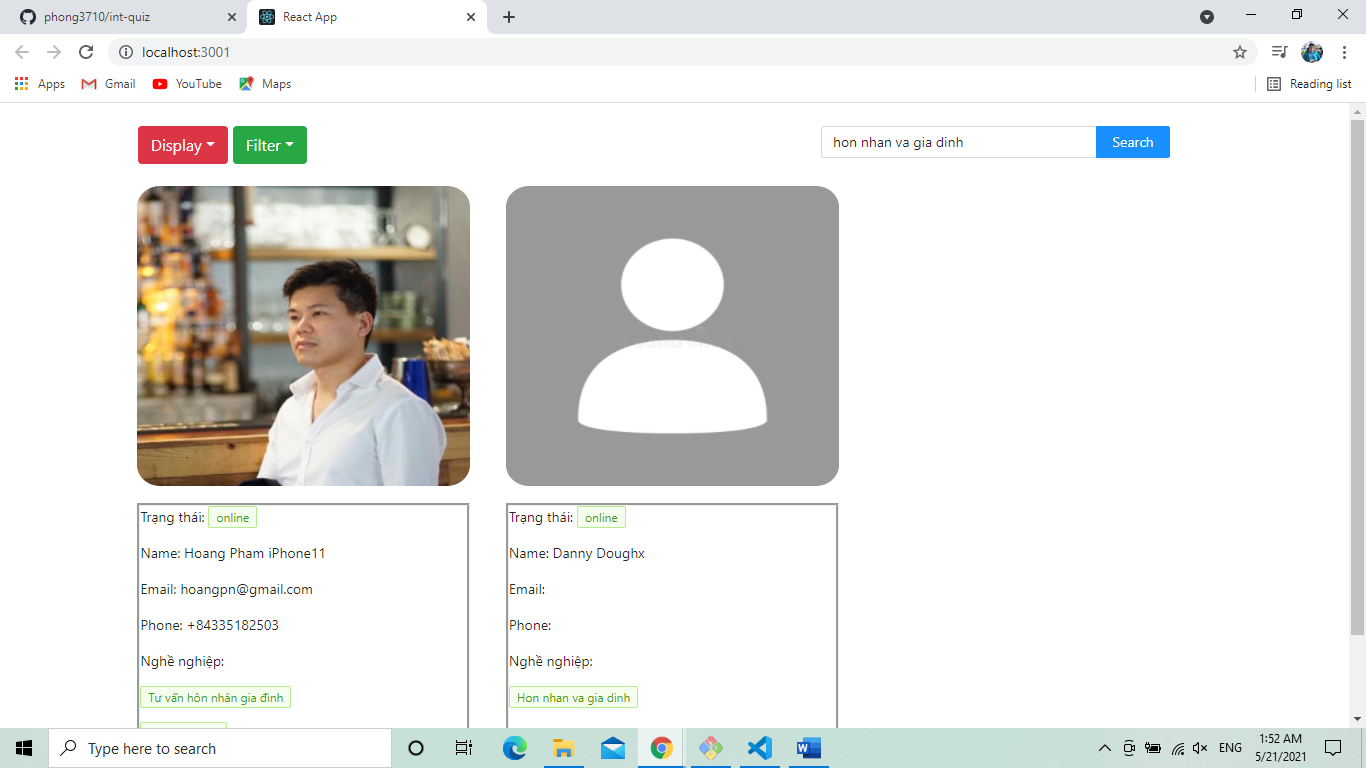 phong3710/int-quiz
React App
localhost:3001
Apps
Gmail
YouTube
Maps
Reading list
Display
Filter
hon nhan va gia dinh
Search
Trạng thái: online
Name: Hoang Pham iPhone11
Email: hoangpn@gmail.com
Phone: +84335182503
Nghề nghiệp:
Tư vấn hôn nhân gia đình
Trạng thái: online
Name: Danny Doughx
Email:
Phone:
Nghề nghiệp:
Hon nhan va gia dinh
Type here to search
ENG
1:52 AM
5/21/2021